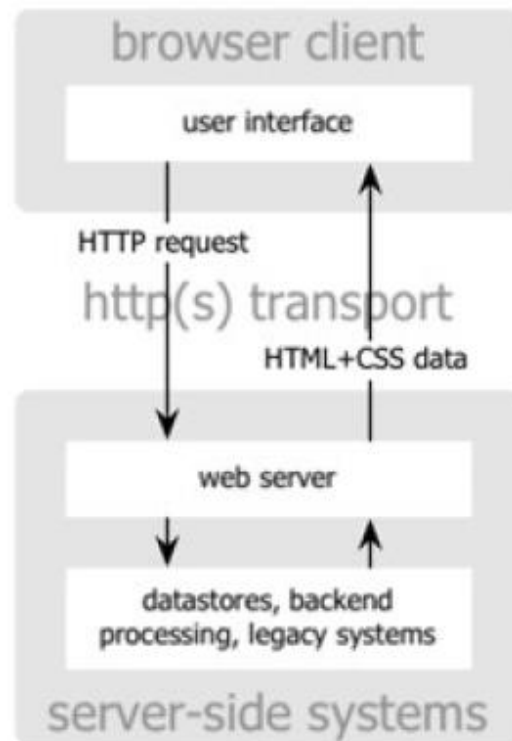 browser client
user interface
HTTP request
http(s) transport
HTML+CSS data
web server
datastores, backend
processing, legacy systems
server-side systems